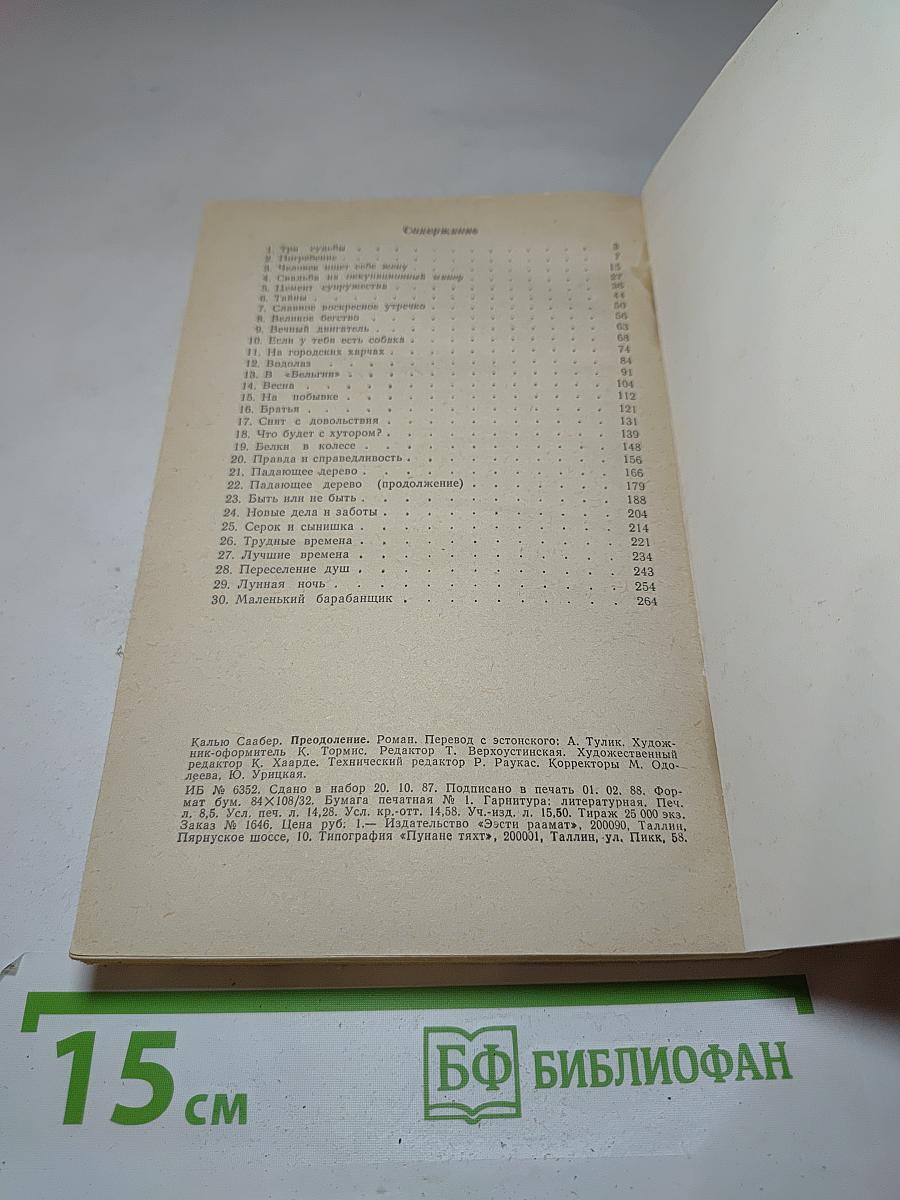 Содержание
1. Три судьбы . . . . . . . . . . . 3
2. Погребение . . . . . . . . . . . 7
3. Человек ищет себе жену . . . . . . . . . 15
4. Свадьба на оккупационный манер . . . . . . . 27
5. Цемент супружества . . . . . . . . . . 36
6. Тайны . . . . . . . . . . . . 44
7. Славное воскресное утречко . . . . . . . . 50
8. Великое бегство . . . . . . . . . . 56
9. Вечный двигатель . . . . . . . . . . 63
10. Если у тебя есть собака . . . . . . . . . 68
11. На городских харчах . . . . . . . . . . 74
12. Водолаз . . . . . . . . . . . . 84
13. В «Бельгии» . . . . . . . . . . . 91
14. Весна . . . . . . . . . . . . 104
15. На побывке . . . . . . . . . . . 112
16. Братья . . . . . . . . . . . . 121
17. Снят с довольствия . . . . . . . . . . 131
18. Что будет с хутором? . . . . . . . . . 139
19. Белки в колесе . . . . . . . . . . 148
20. Правда и справедливость . . . . . . . . . 156
21. Падающее дерево . . . . . . . . . . 166
22. Падающее дерево (продолжение) . . . . . . . 179
23. Быть или не быть . . . . . . . . . . 188
24. Новые дела и заботы . . . . . . . . . . 204
25. Серок и сынишка . . . . . . . . . . 214
26. Трудные времена . . . . . . . . . . 221
27. Лучшие времена . . . . . . . . . . 234
28. Переселение душ . . . . . . . . . . 243
29. Лунная ночь . . . . . . . . . . . 254
30. Маленький барабанщик . . . . . . . . . 264
Калью Саабер. Преодоление. Роман. Перевод с эстонского: А. Тулик. Худож-
ник-оформитель К. Тормис. Редактор Т. Верхоустинская. Художественный
редактор К. Хаарде. Технический редактор Р. Раукас. Корректоры М. Одо-
леева, Ю. Урицкая.
ИБ № 6352. Сдано в набор 20. 10. 87. Подписано в печать 01. 02. 88. Фор-
мат бум. 84×108/32. Бумага печатная № 1. Гарнитура: литературная. Печ.
л. 8,5. Усл. печ. л. 14,28. Усл. кр.-отт. 14,58. Уч.-изд. л. 15,50. Тираж 25 000 экз.
Заказ № 1646. Цена руб. 1.— Издательство «Ээсти раамат», 200090, Таллин,
Пярнуское шоссе, 10. Типография «Пунане тяхт», 200001, Таллин, ул. Пикк, 58.
15 см
БФ БИБЛИОФАН